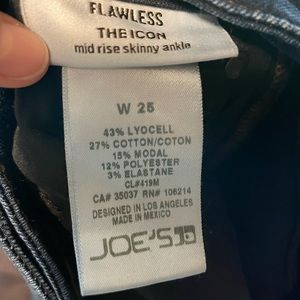 FLAWLESS
THE ICON
mid rise skinny ankle
W 25
43% LYOCELL
27% COTTON/COTON
15% MODAL
12% POLYESTER
3% ELASTANE
CL#419M
CA# 35037 RN# 106214
DESIGNED IN LOS ANGELES
MADE IN MEXICO
JOE'S